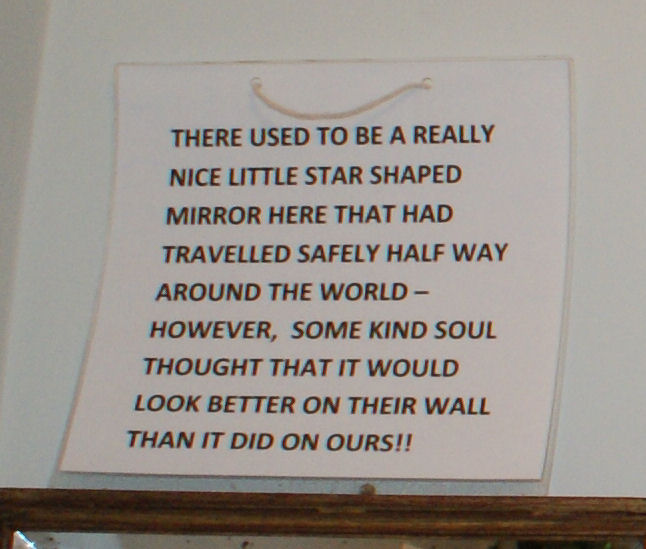 THERE USED TO BE A REALLY
NICE LITTLE STAR SHAPED
MIRROR HERE THAT HAD
TRAVELLED SAFELY HALF WAY
AROUND THE WORLD –
HOWEVER,  SOME KIND SOUL
THOUGHT THAT IT WOULD
LOOK BETTER ON THEIR WALL
THAN IT DID ON OURS!!